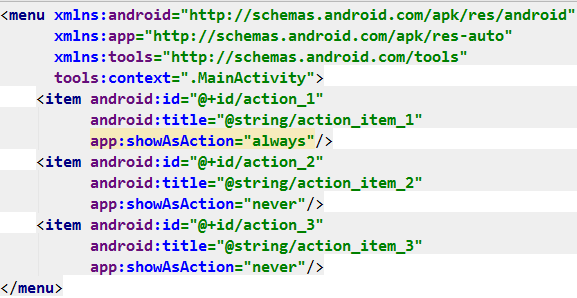 <menu xmlns:android="http://schemas.android.com/apk/res/android"
xmlns:app="http://schemas.android.com/apk/res-auto"
xmlns:tools="http://schemas.android.com/tools"
tools:context=".MainActivity">
<item android:id="@+id/action_1"
android:title="@string/action_item_1"
app:showAsAction="always"/>
<item android:id="@+id/action_2"
android:title="@string/action_item_2"
app:showAsAction="never"/>
<item android:id="@+id/action_3"
android:title="@string/action_item_3"
app:showAsAction="never"/>
</menu>